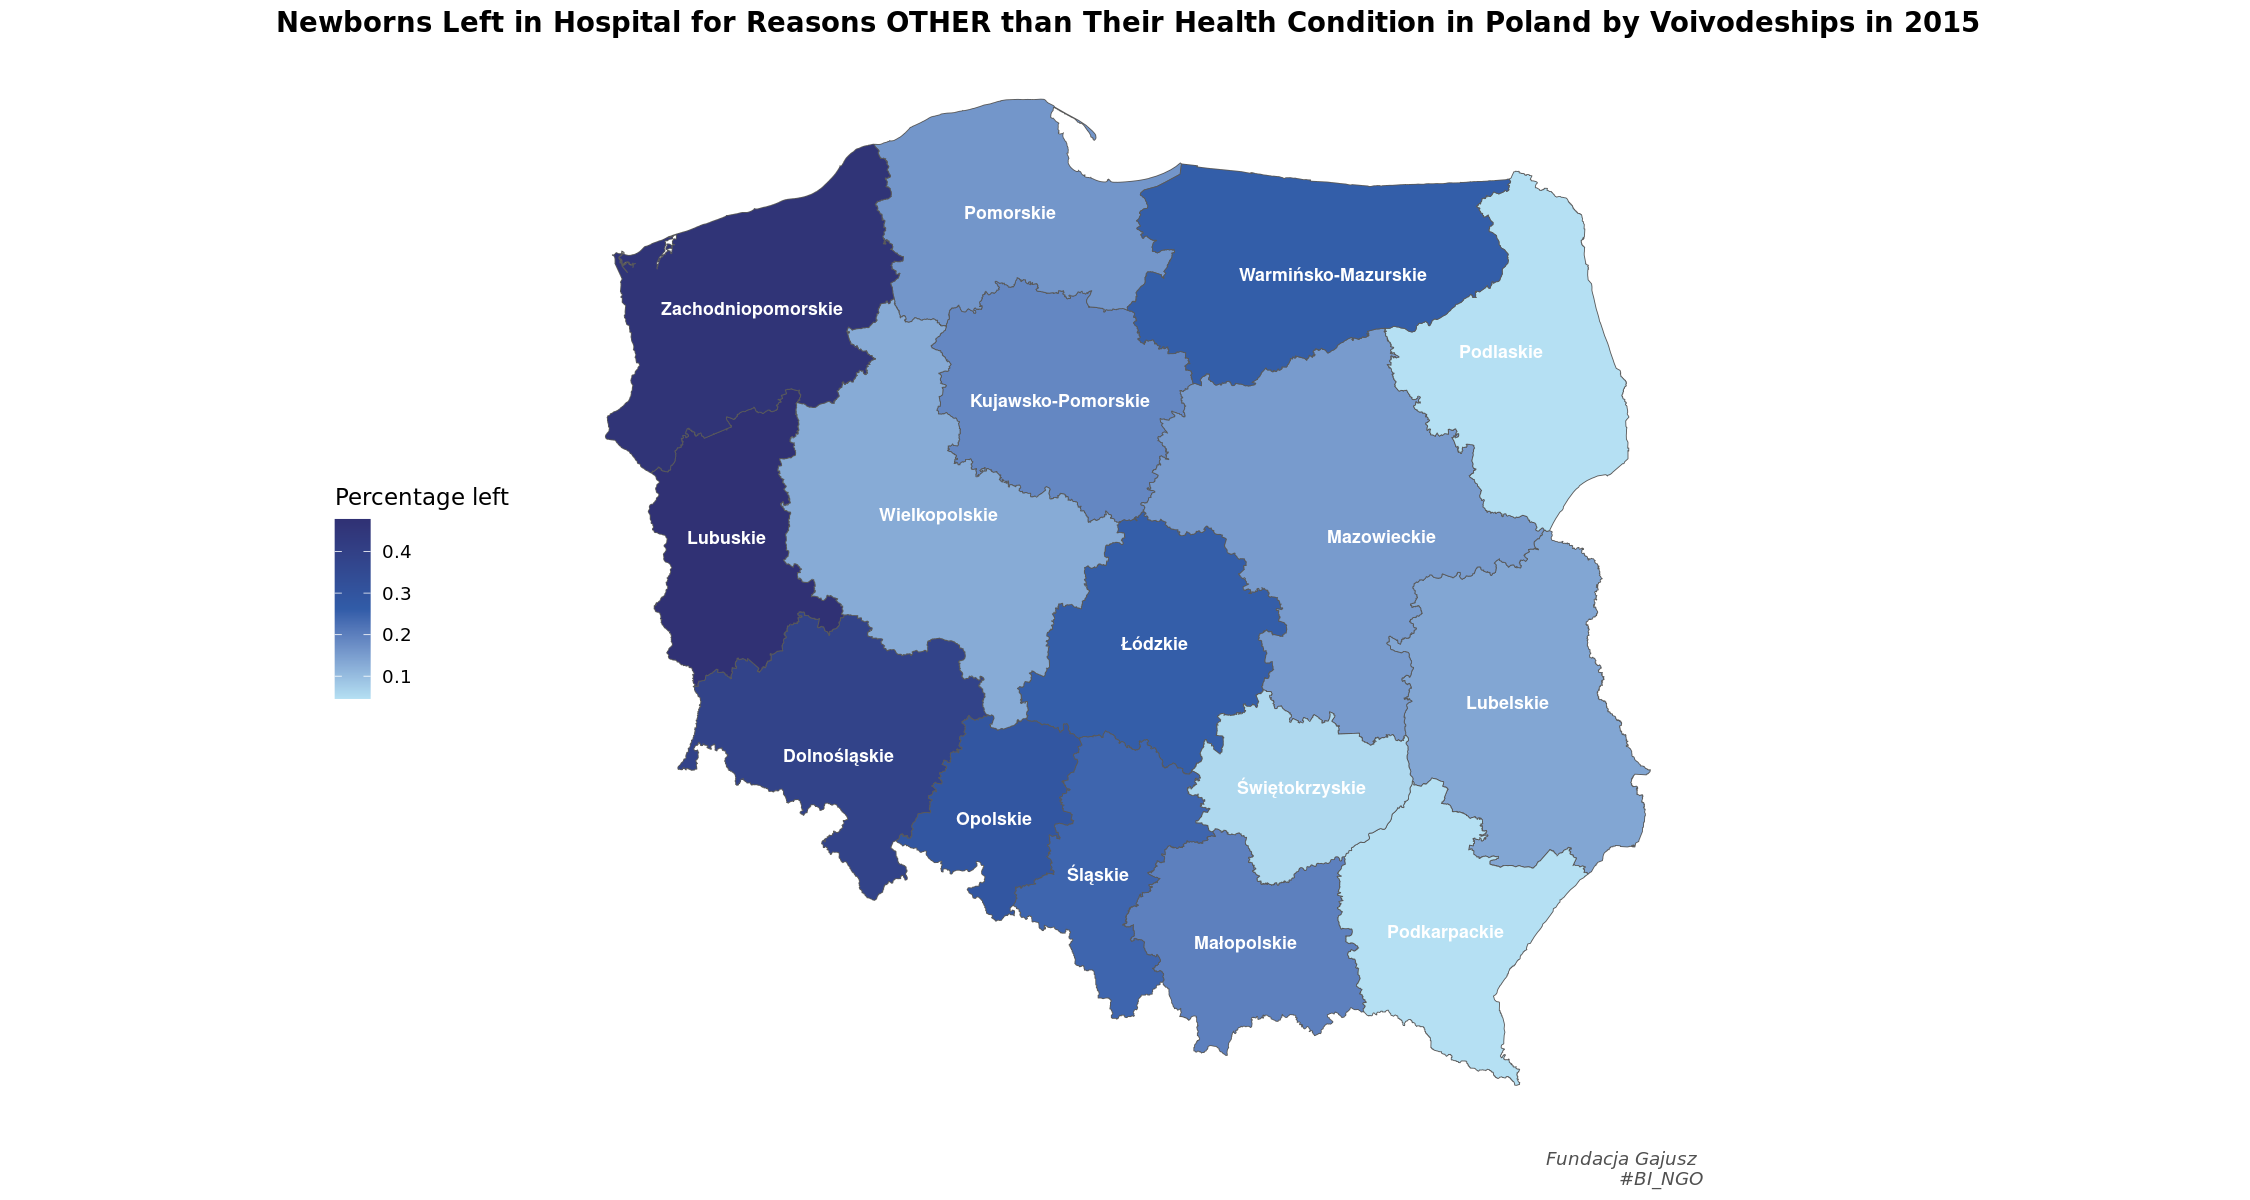 Newborns Left in Hospital for Reasons OTHER than Their Health Condition in Poland by Voivodeships in 2015
Pomorskie
Warmińsko-Mazurskie
Zachodniopomorskie
Podlaskie
Kujawsko-Pomorskie
Percentage left
0.4
0.3
0.2
0.1
Wielkopolskie
Lubuskie
Mazowieckie
Łódzkie
Lubelskie
Dolnośląskie
Świętokrzyskie
Opolskie
Śląskie
Podkarpackie
Małopolskie
Fundacja Gajusz
#BI_NGO